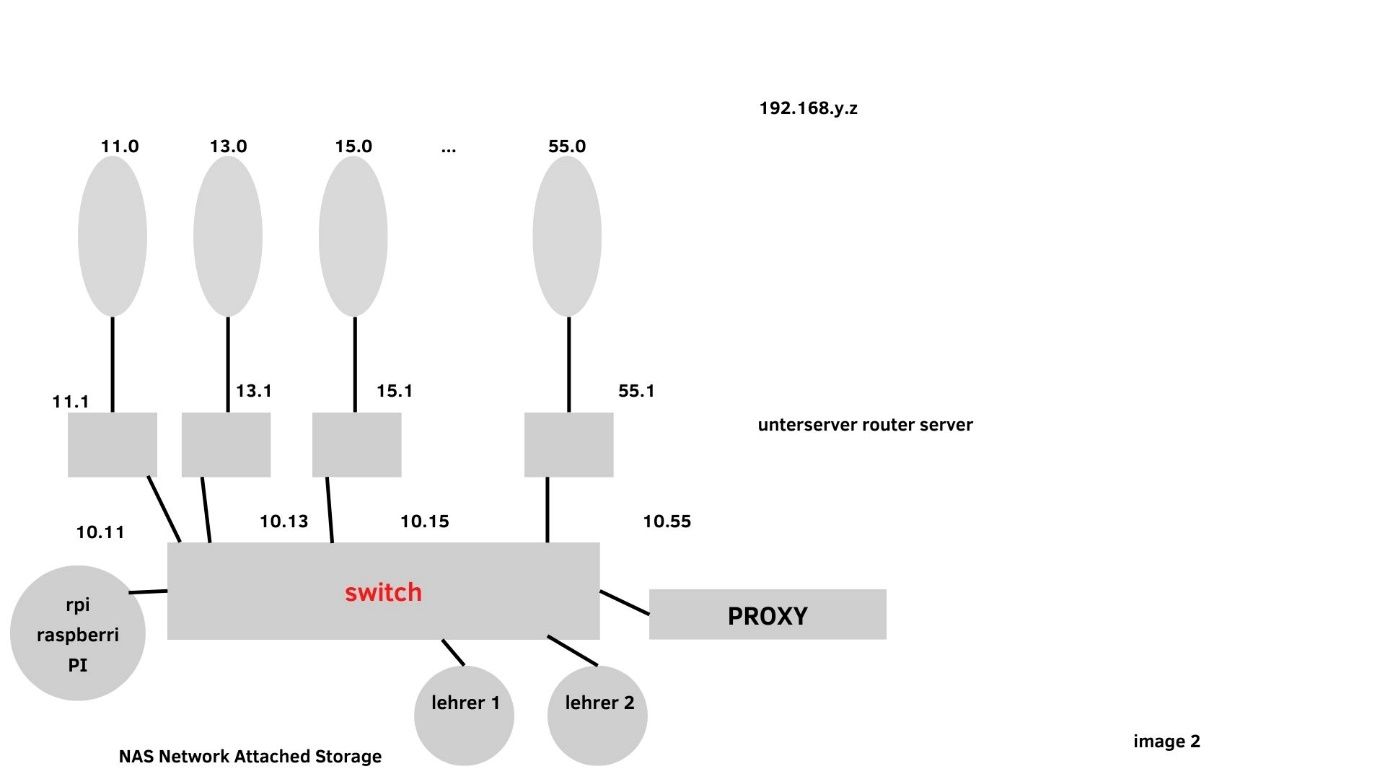 192.168.y.z
11.0
13.0
15.0
...
55.0
11.1
13.1
15.1
55.1
unterserver router server
10.11
10.13
10.15
10.55
rpi
raspberri
PI
switch
PROXY
lehrer 1
lehrer 2
NAS Network Attached Storage
image 2